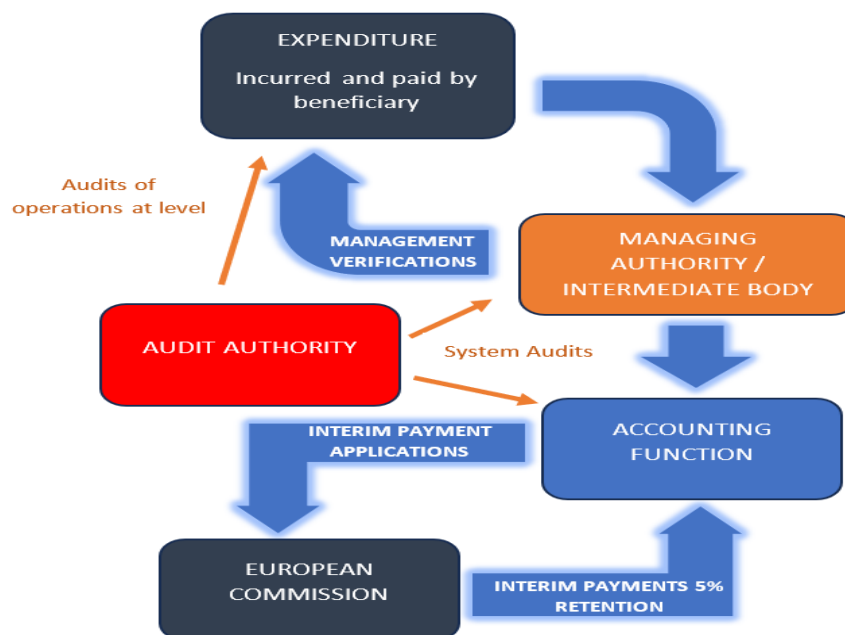 EXPENDITURE
Incurred and paid by
beneficiary
Audits of
operations at level
MANAGEMENT
VERIFICATIONS
MANAGING
AUTHORITY /
INTERMEDIATE BODY
AUDIT AUTHORITY
System Audits
INTERIM PAYMENT
APPLICATIONS
ACCOUNTING
FUNCTION
EUROPEAN
COMMISSION
INTERIM PAYMENTS 5%
RETENTION